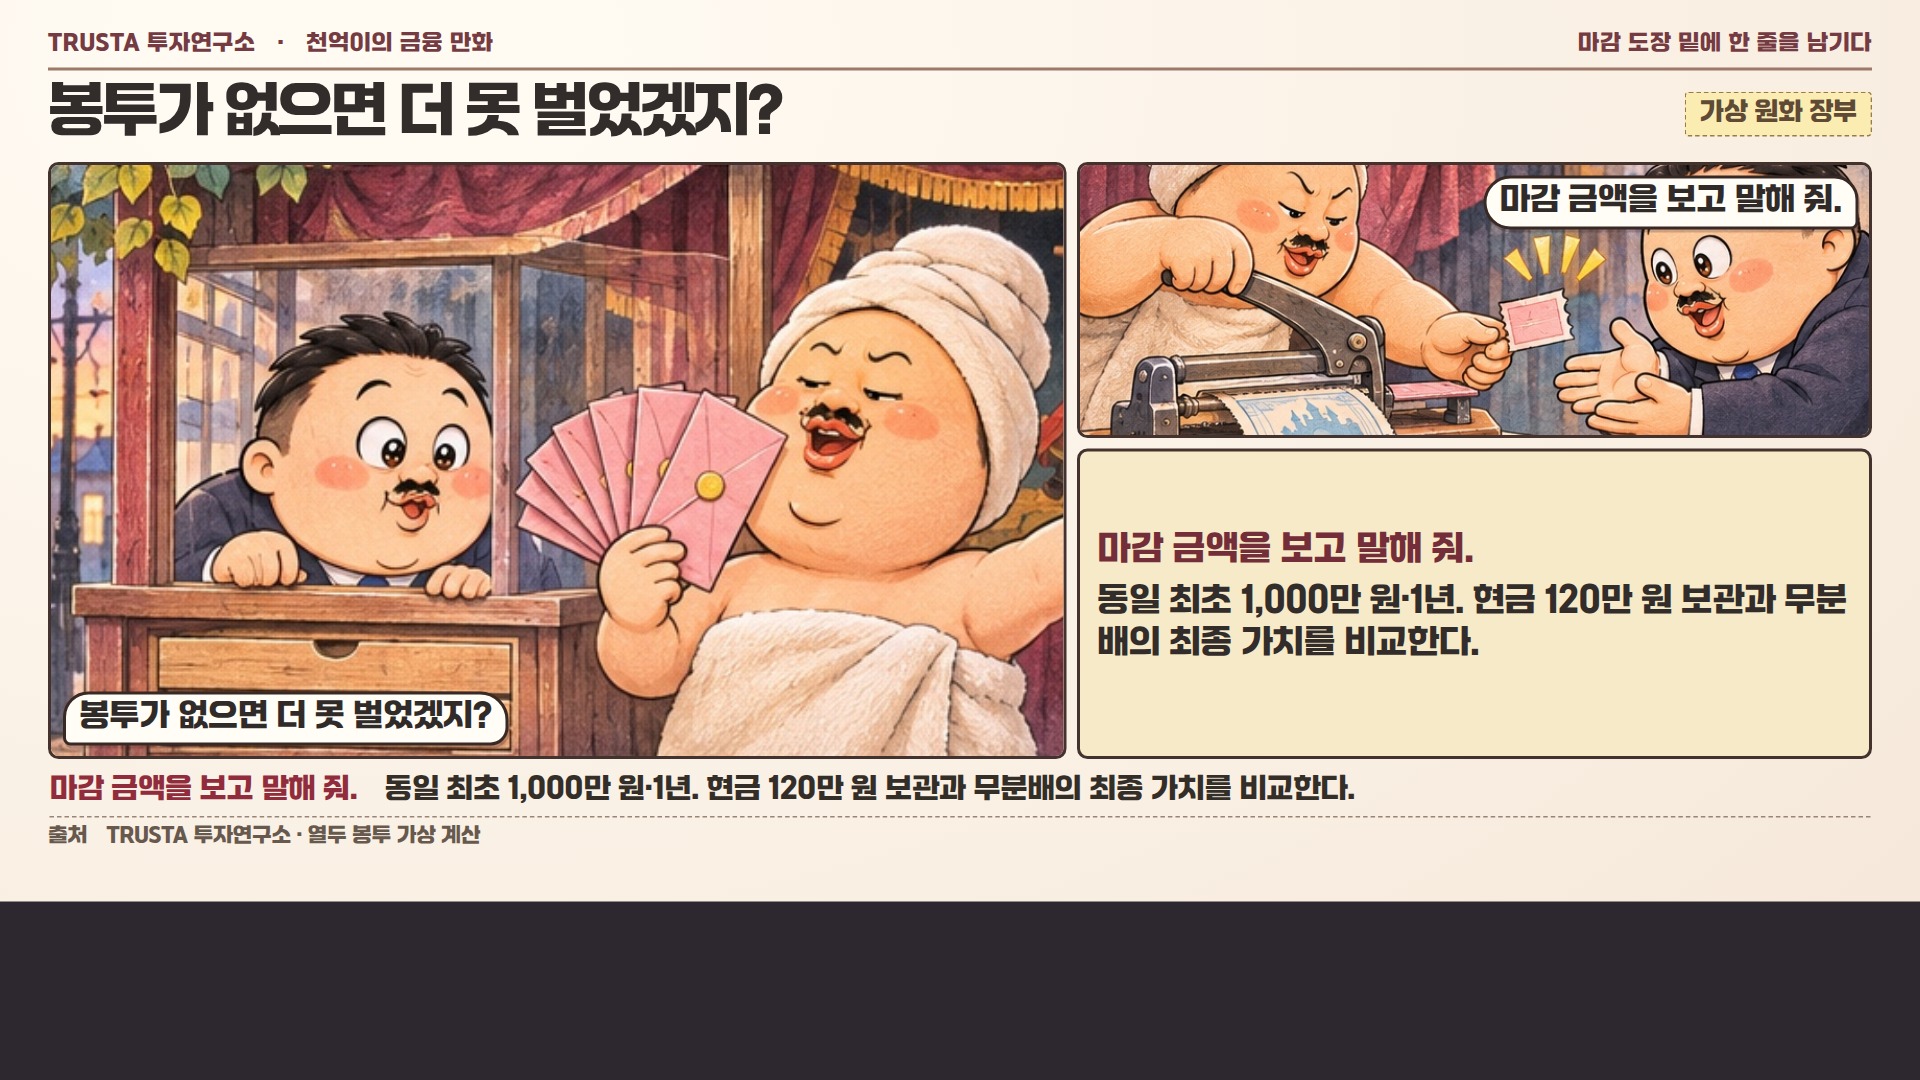 TRUSTA 투자연구소 · 천억이의 금융 만화
마감 도장 밑에 한 줄을 남기다
봉투가 없으면 더 못 벌었겠지?
가상 원화 장부
봉투가 없으면 더 못 벌었겠지?
마감 금액을 보고 말해 줘.
마감 금액을 보고 말해 줘.
동일 최초 1,000만 원·1년. 현금 120만 원 보관과 무분
배의 최종 가치를 비교한다.
마감 금액을 보고 말해 줘. 동일 최초 1,000만 원·1년. 현금 120만 원 보관과 무분배의 최종 가치를 비교한다.
출처 TRUSTA 투자연구소 · 열두 봉투 가상 계산